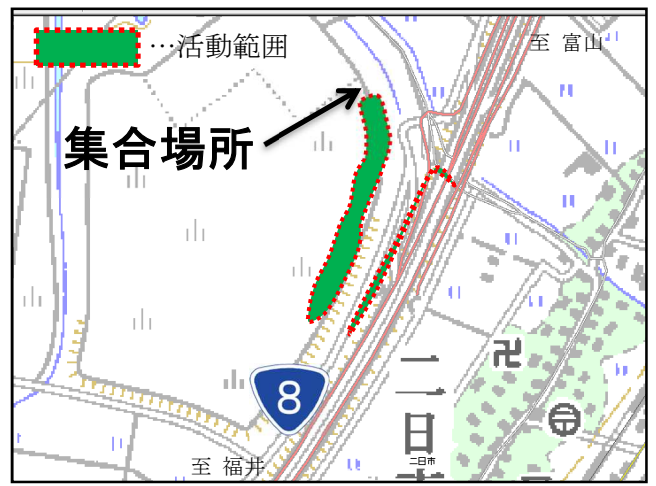 …活動範囲
至 富山
集合場所
8
二日市
二日市
至 福井